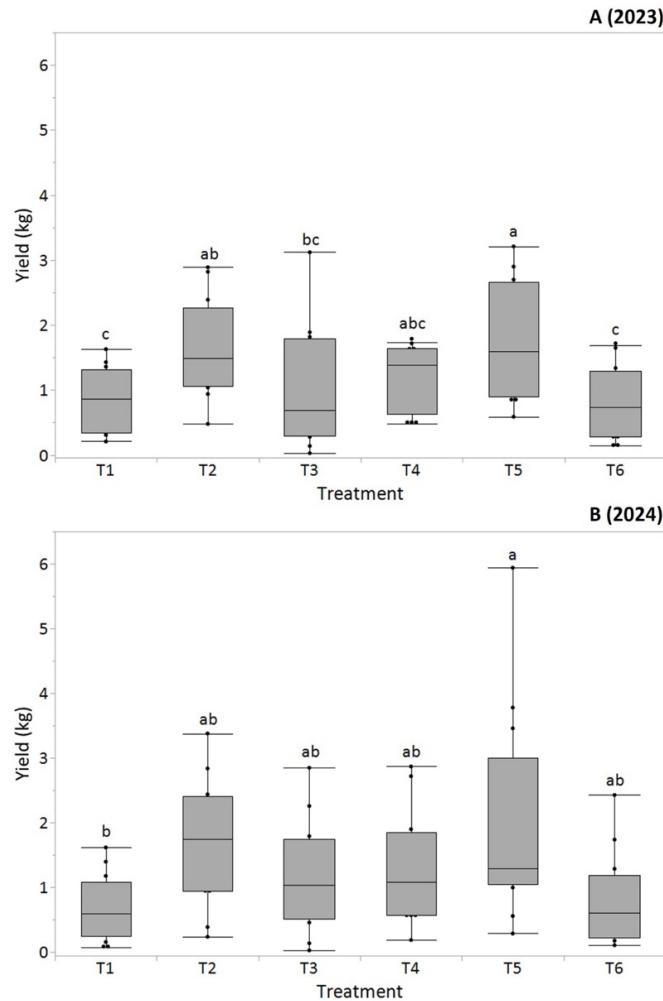 A (2023)
6
5
4
3
2
1
0
Yield (kg)
c
ab
bc
abc
a
c
T1 T2 T3 T4 T5 T6
Treatment
B (2024)
6
5
4
3
2
1
0
Yield (kg)
b
ab
ab
ab
a
ab
T1 T2 T3 T4 T5 T6
Treatment